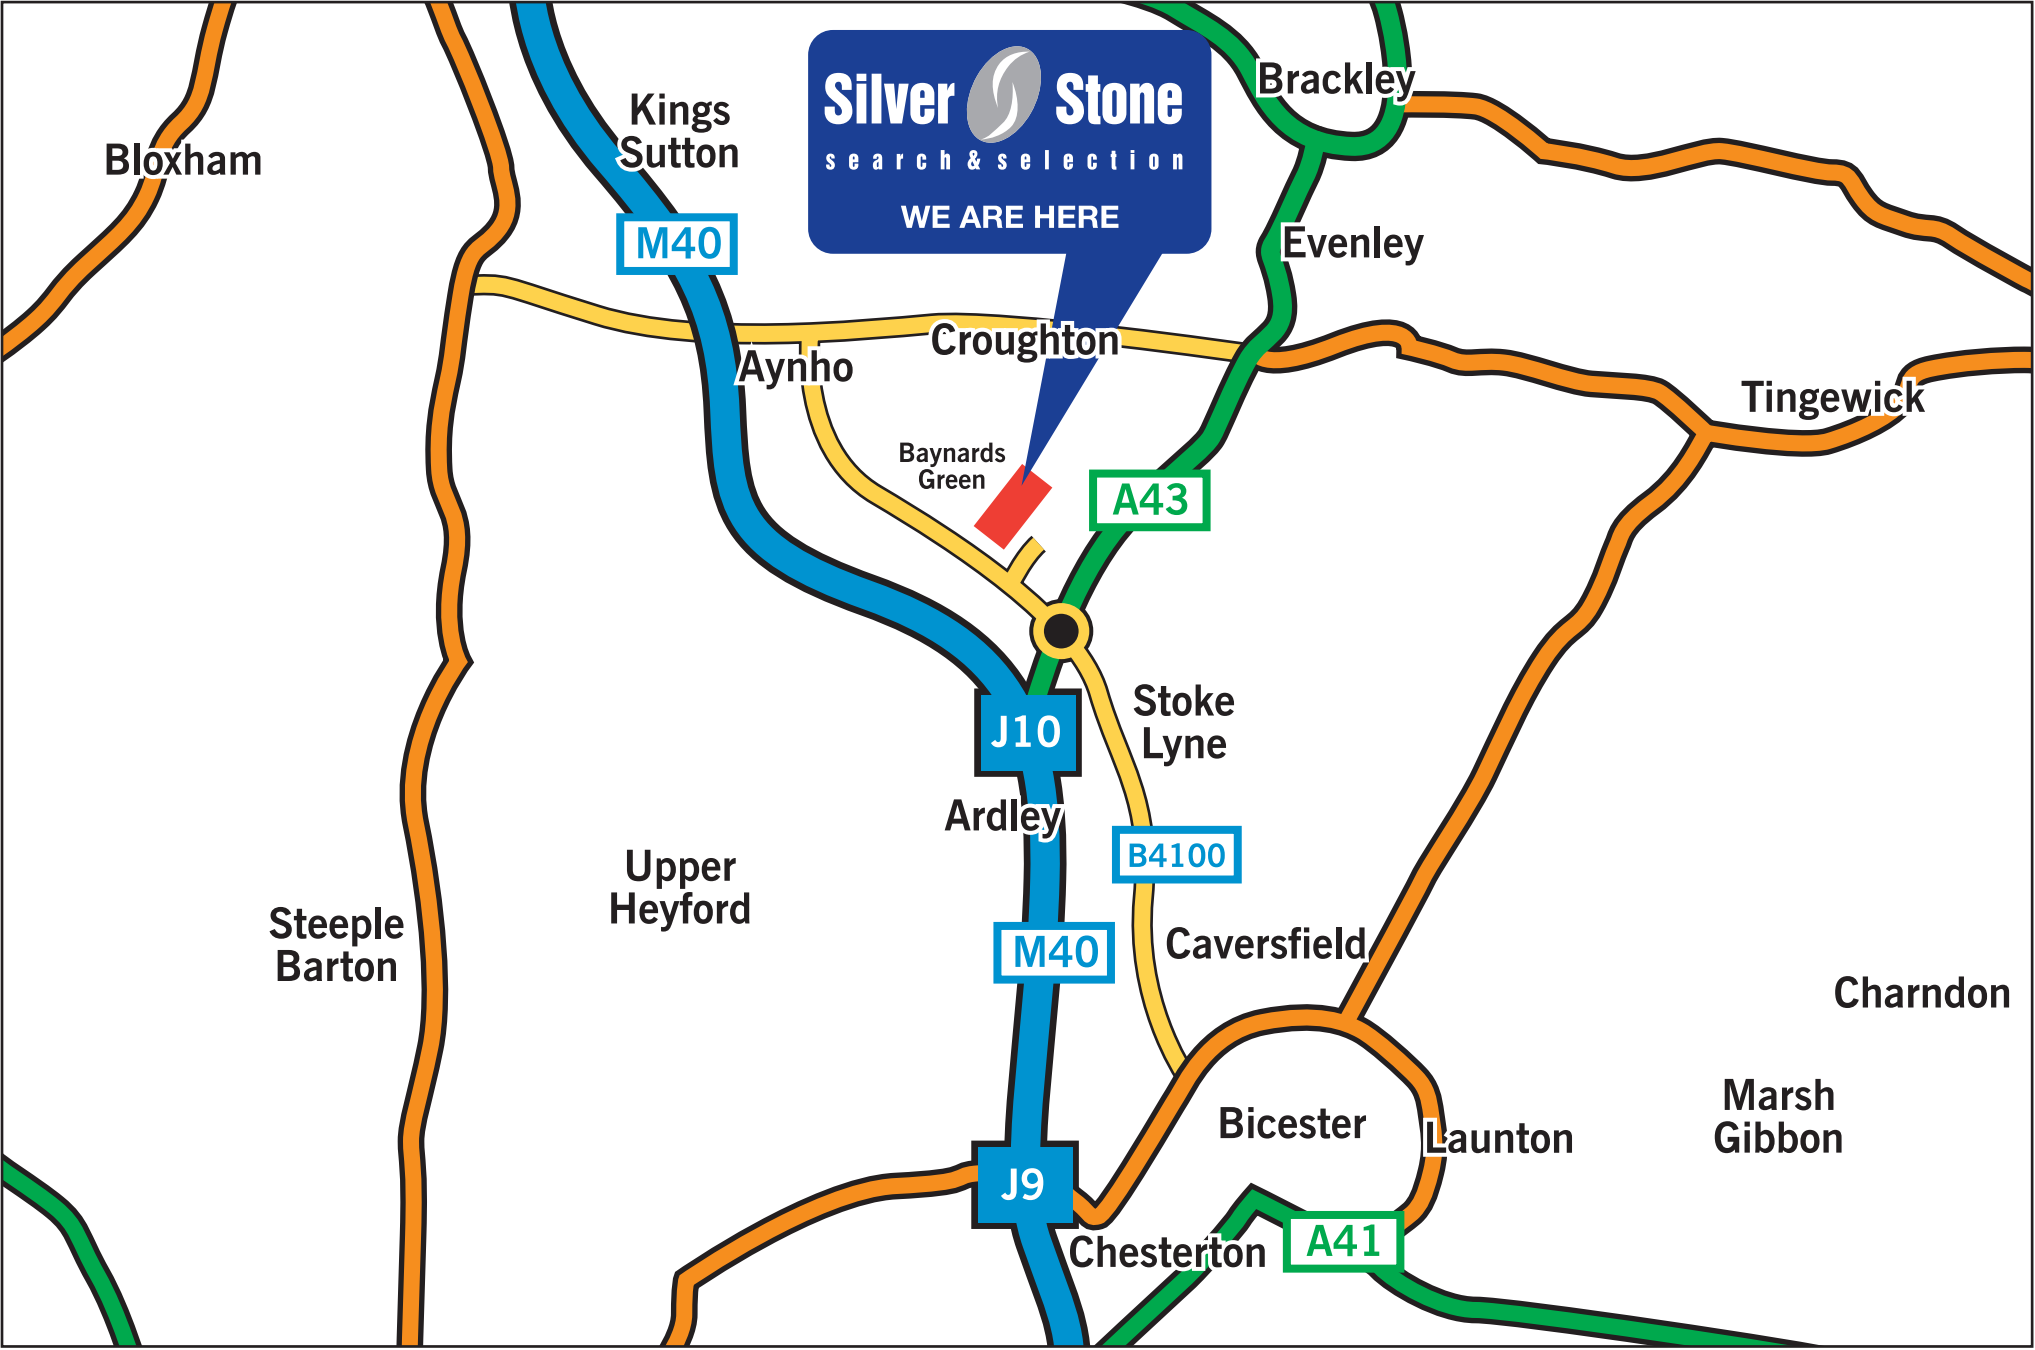 Brackley
Silver Stone
search & selection
WE ARE HERE
Kings
Sutton
Bloxham
M40
Evenley
Croughton
Aynho
Tingewick
Baynards
Green
A43
Stoke
Lyne
J10
Ardley
B4100
Upper
Heyford
Steeple
Barton
M40
Caversfield
Charndon
Marsh
Gibbon
Bicester
Launton
J9
Chesterton
A41